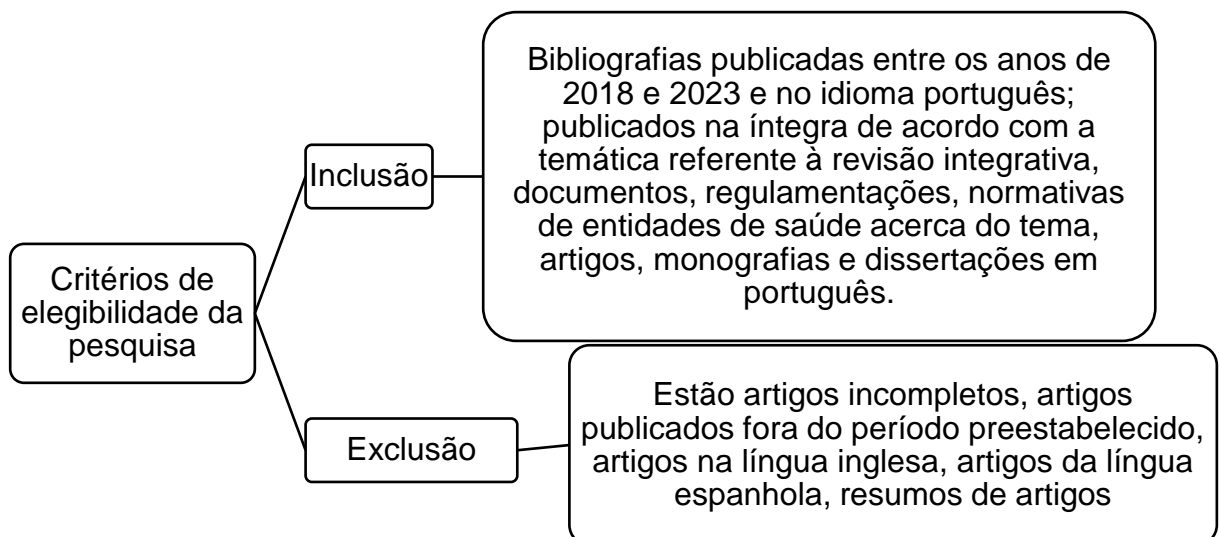 Critérios de
elegibilidade da
pesquisa
Inclusão
Bibliografias publicadas entre os anos de
2018 e 2023 e no idioma português;
publicados na íntegra de acordo com a
temática referente à revisão integrativa,
documentos, regulamentações, normativas
de entidades de saúde acerca do tema,
artigos, monografias e dissertações em
português.
Exclusão
Estão artigos incompletos, artigos
publicados fora do período preestabelecido,
artigos na língua inglesa, artigos da língua
espanhola, resumos de artigos